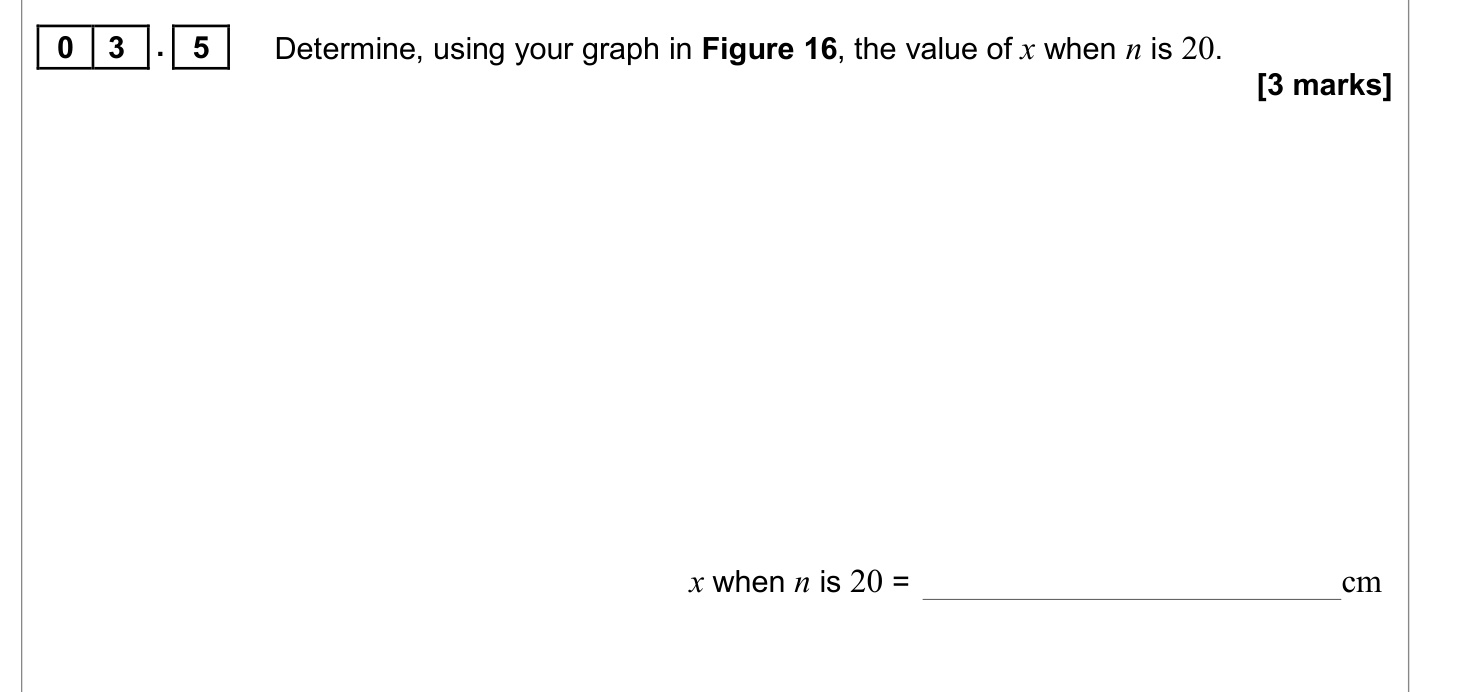 0 3 . 5 Determine, using your graph in Figure 16, the value of x when n is 20.
[3 marks]
x when n is 20 = cm